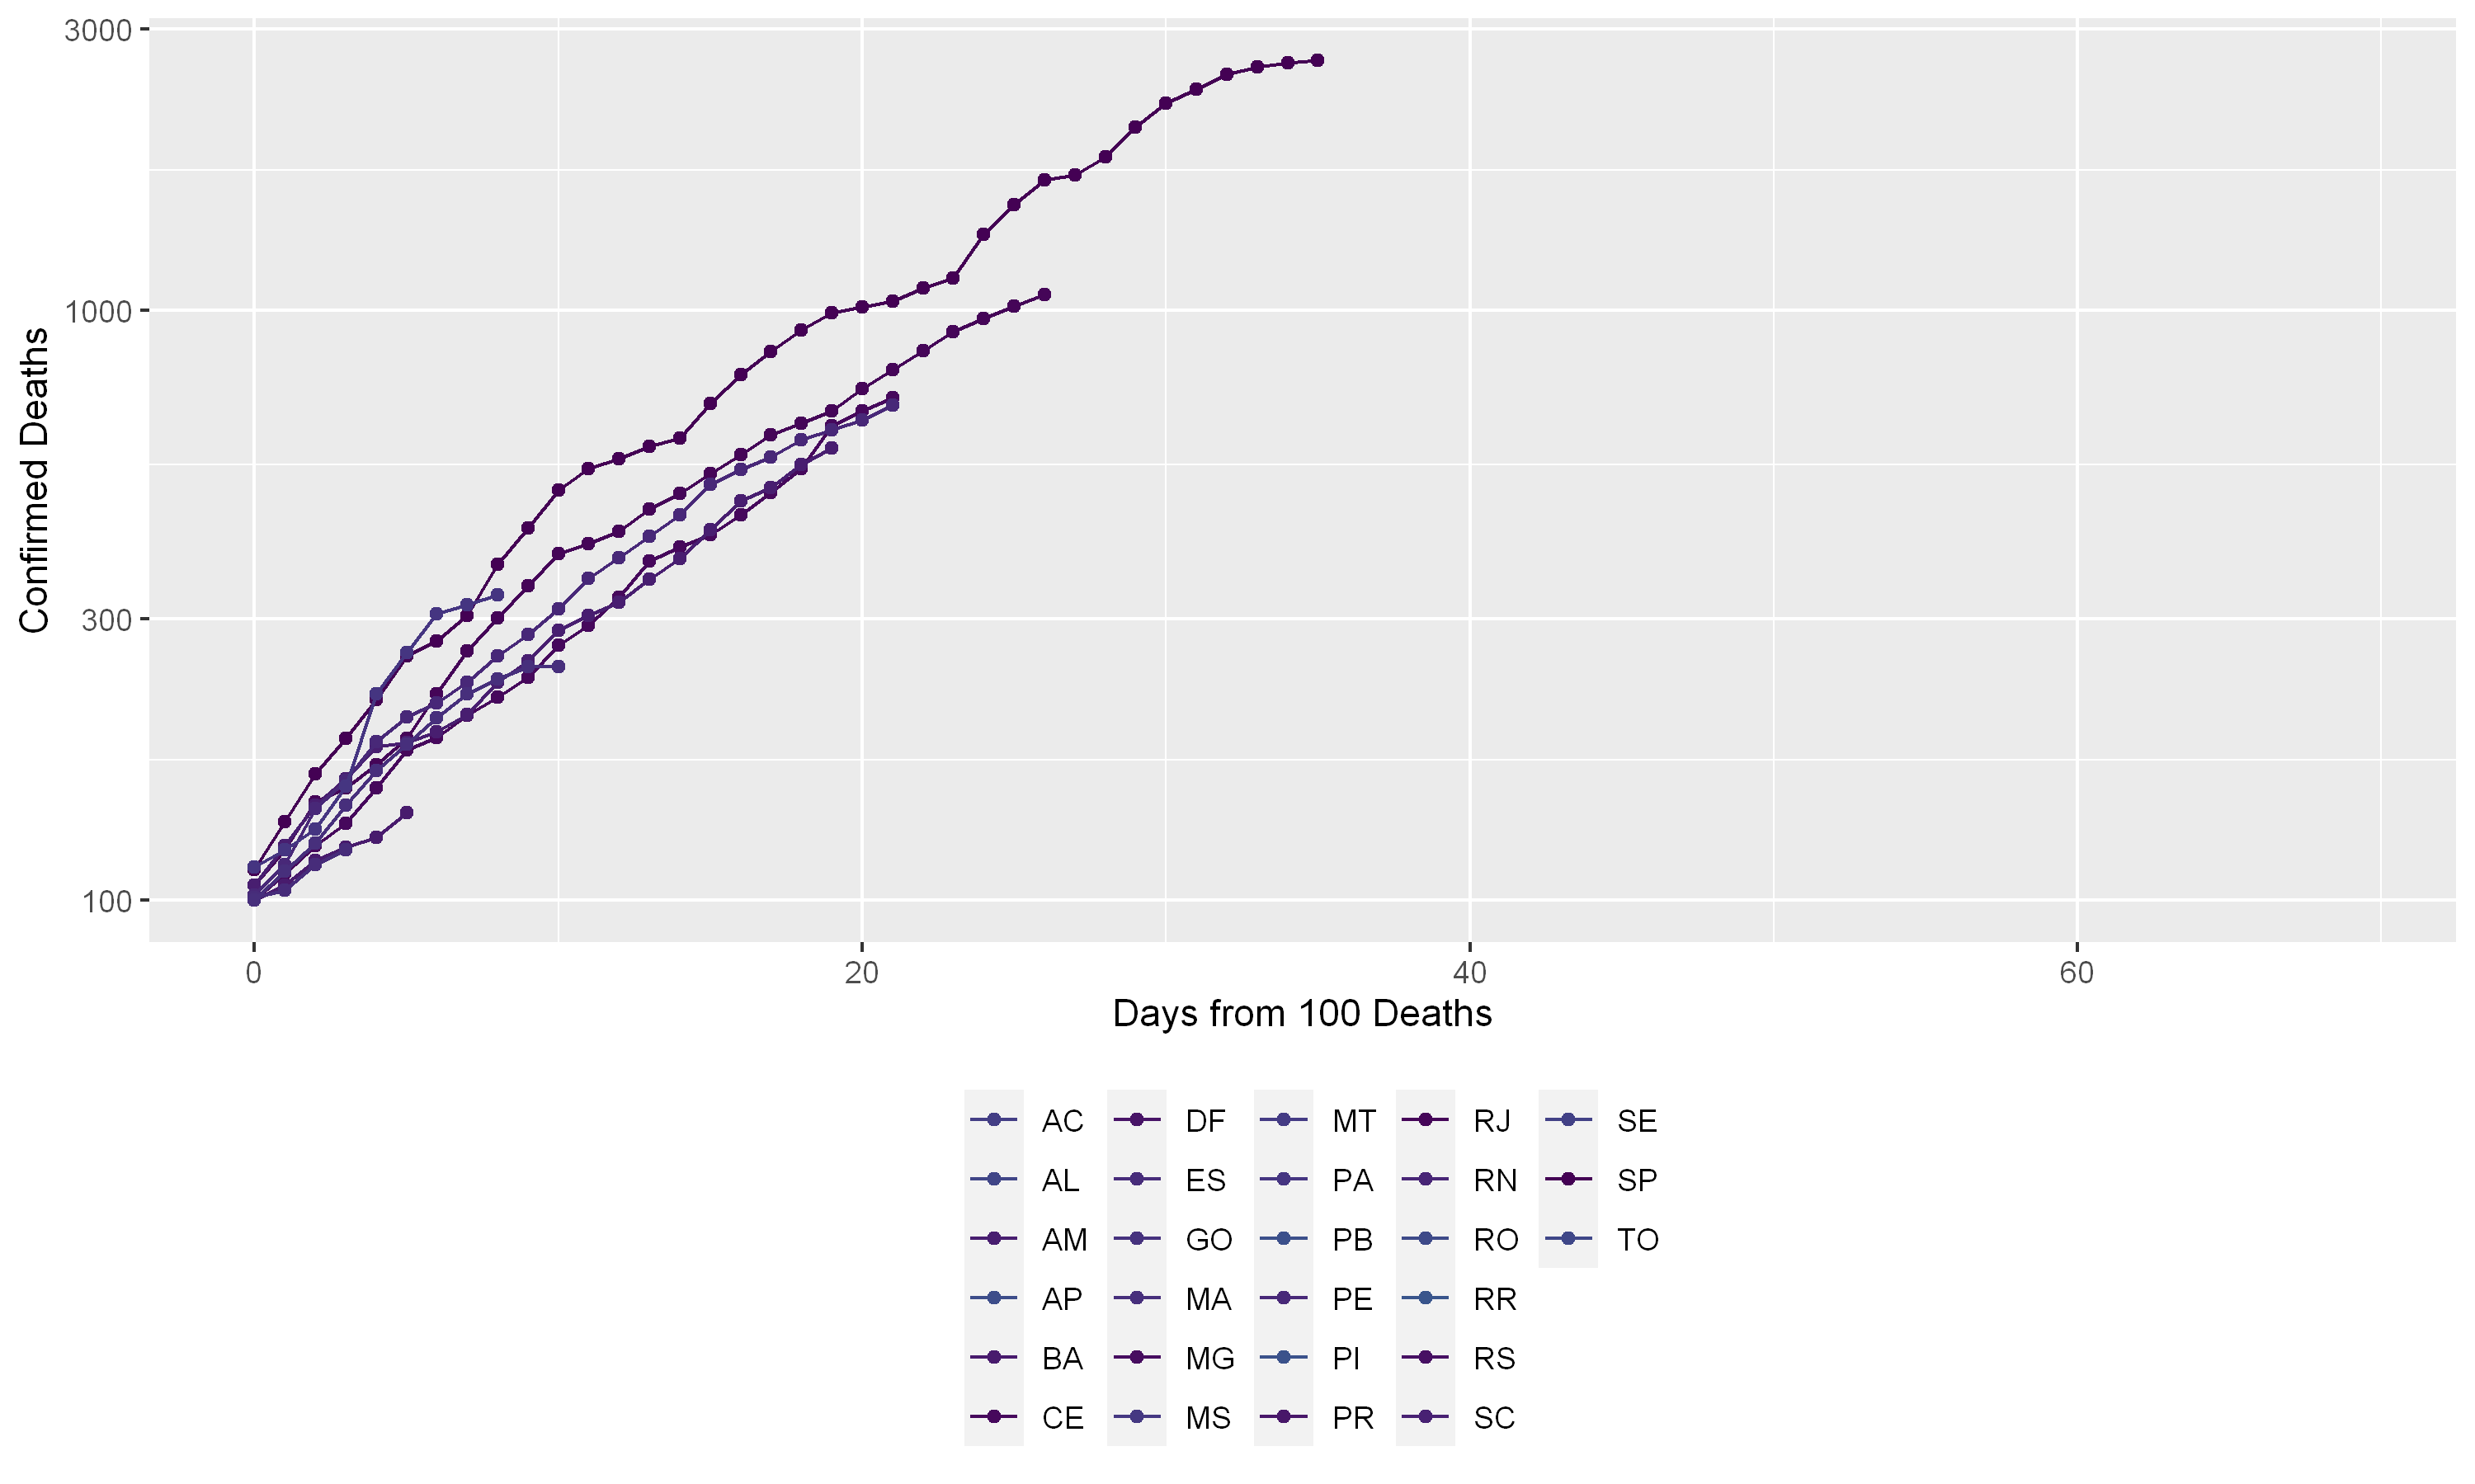 3000
1000
300
100
Confirmed Deaths
0 20 40 60
Days from 100 Deaths
AC DF MT RJ SE
AL ES PA RN SP
AM GO PB RO TO
AP MA PE RR
BA MG PI RS
CE MS PR SC